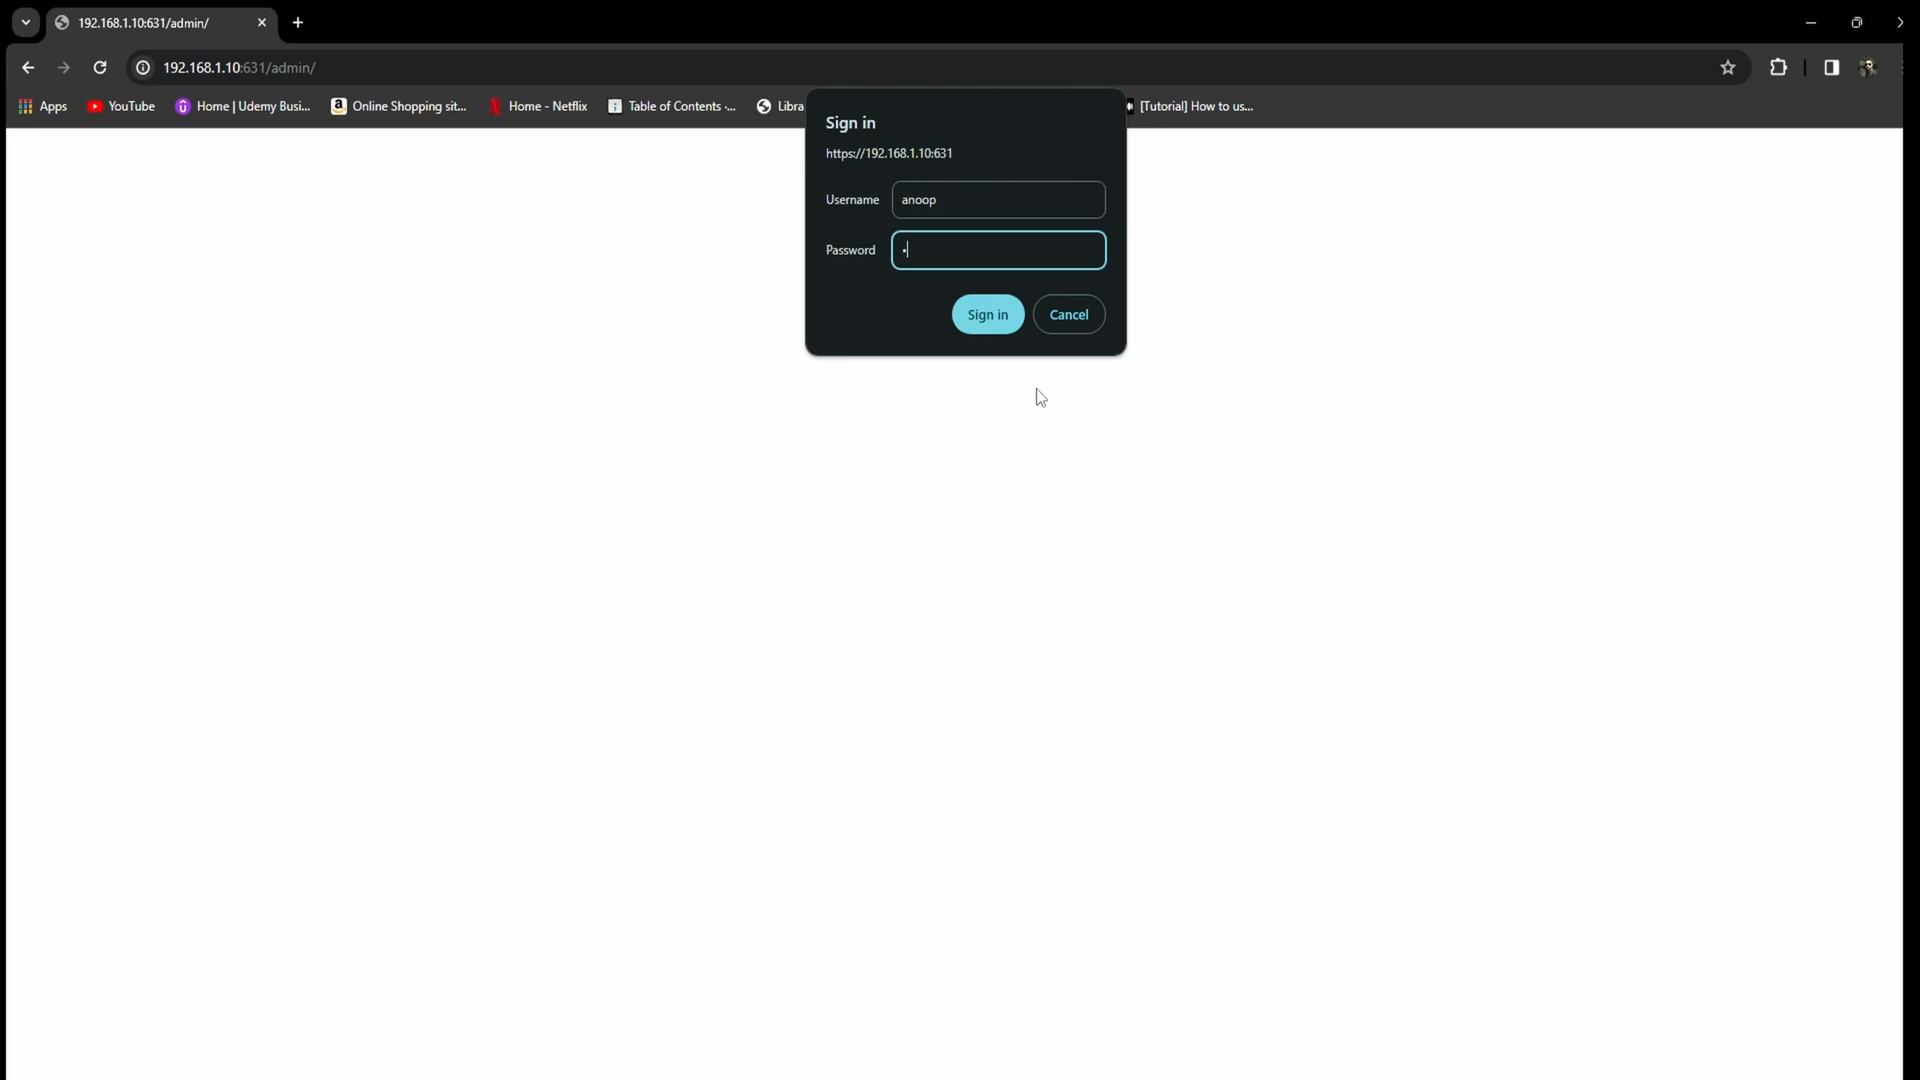 192.168.1.10:631/admin/
192.168.1.10:631/admin/
Apps YouTube Home | Udemy Busi... Online Shopping sit... Home - Netflix Table of Contents -... Libra [Tutorial] How to us...
Sign in
https://192.168.1.10:631
Username anoop
Password
Sign in Cancel